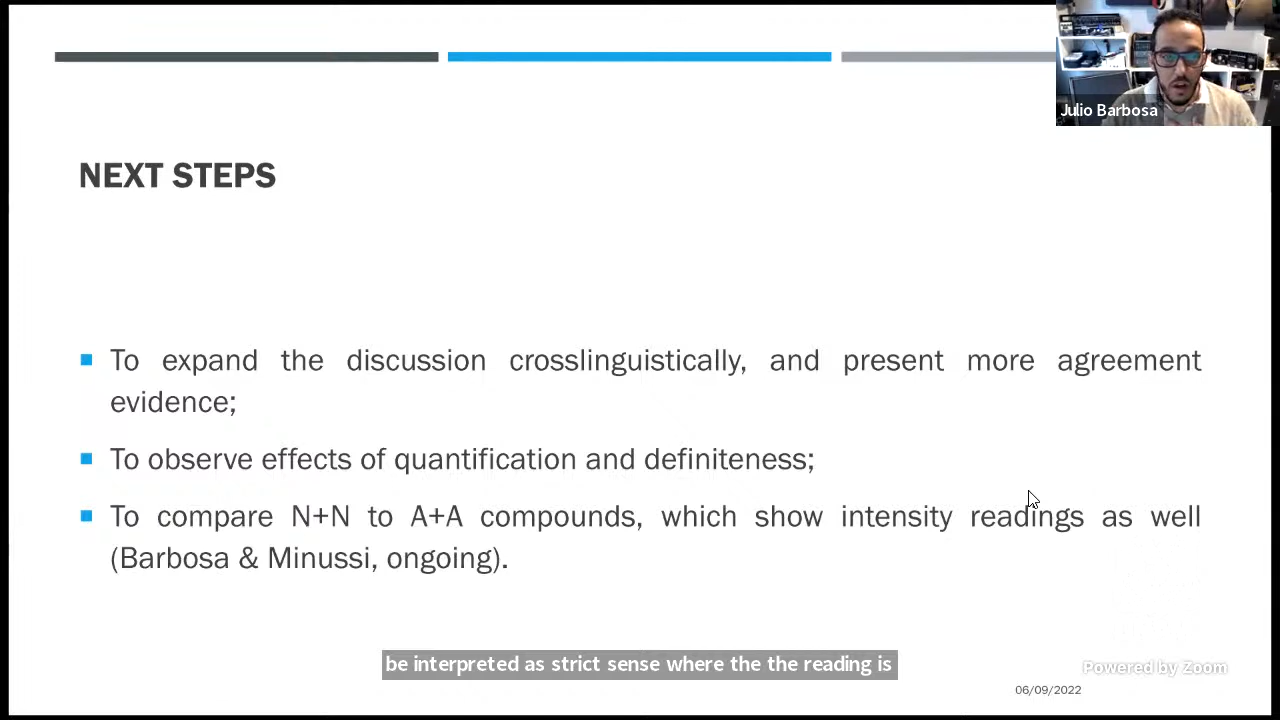 Julio Barbosa
NEXT STEPS
To expand the discussion crosslinguistically, and present more agreement
evidence;
To observe effects of quantification and definiteness;
To compare N+N to A+A compounds, which show intensity readings as well
(Barbosa & Minussi, ongoing).
be interpreted as strict sense where the the reading is
Powered by Zoom
06/09/2022